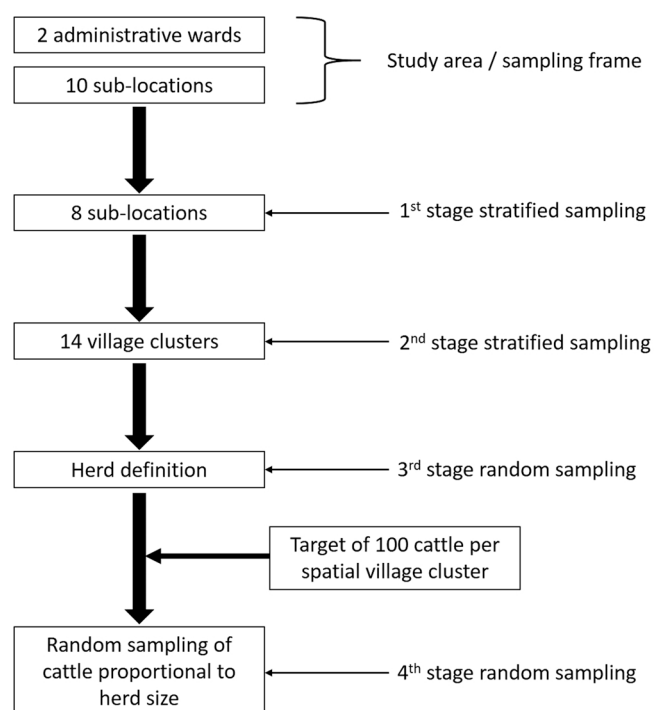 2 administrative wards
Study area / sampling frame
10 sub-locations
8 sub-locations
1st stage stratified sampling
14 village clusters
2nd stage stratified sampling
Herd definition
3rd stage random sampling
Target of 100 cattle per
spatial village cluster
Random sampling of
cattle proportional to
herd size
4th stage random sampling